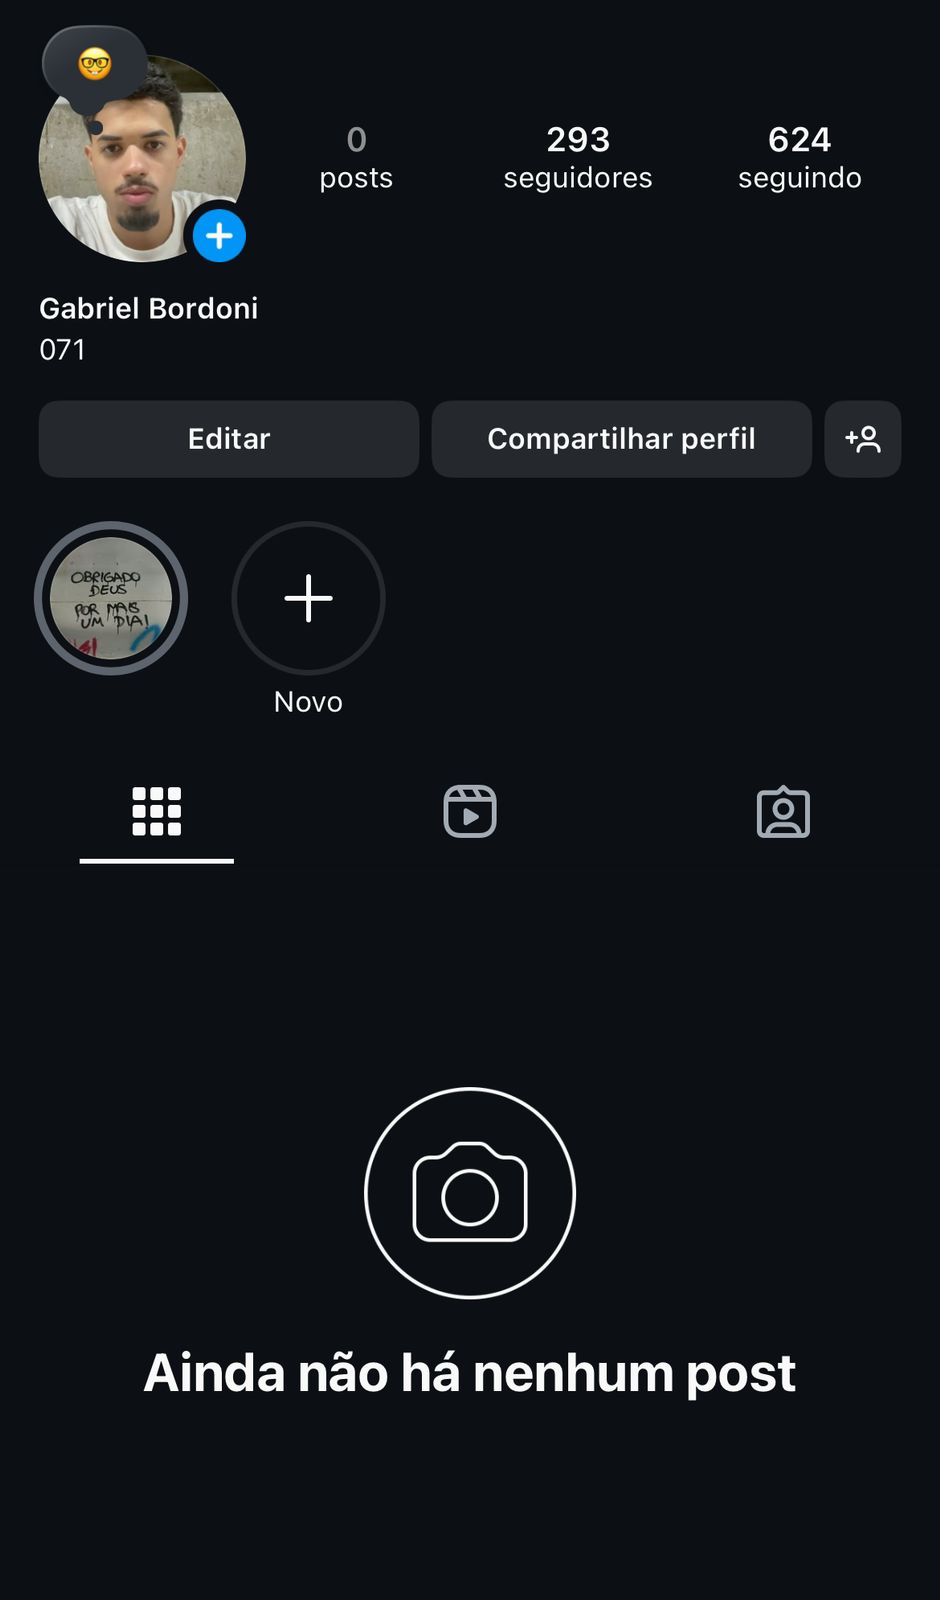 0
posts
293
seguidores
624
seguindo
Gabriel Bordoni
071
Editar
Compartilhar perfil
OBRIGADO
DEUS
POR MAIS
UM DIA!
Novo
Ainda não há nenhum post